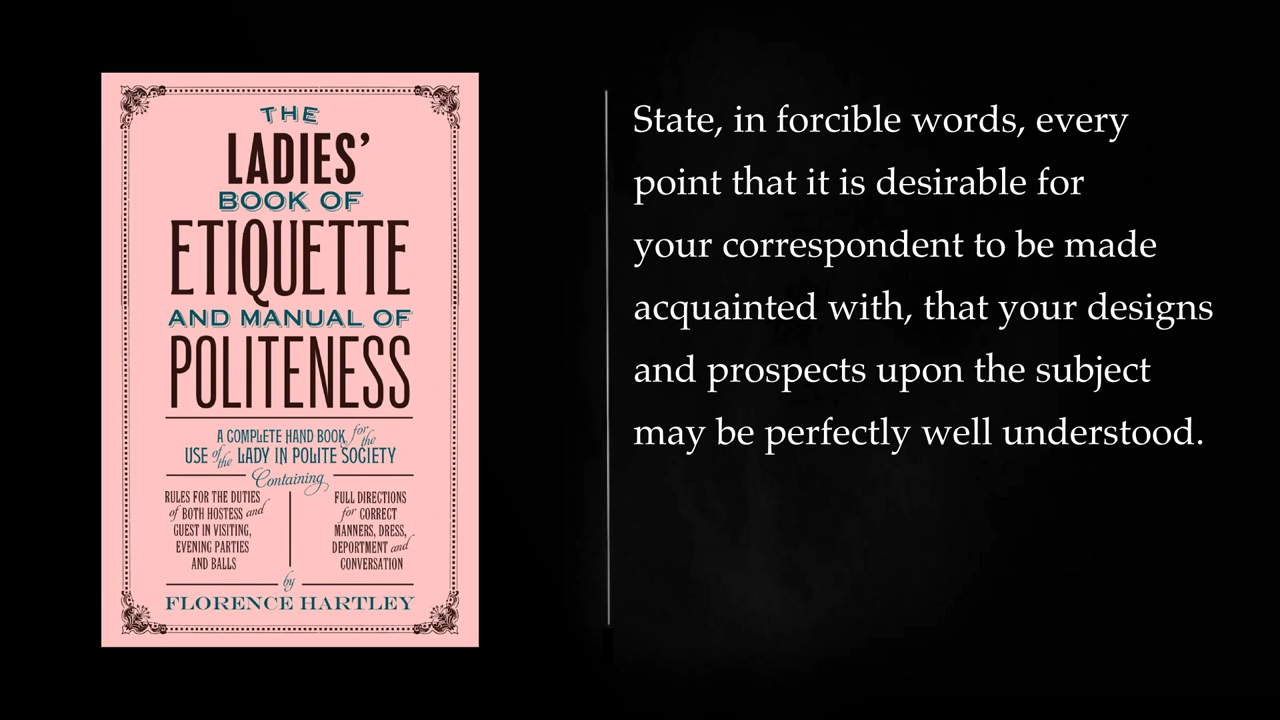 THE
LADIES’
BOOK OF
ETIQUETTE
AND MANUAL OF
POLITENESS
A COMPLETE HAND BOOK for the
USE of the LADY IN POLITE SOCIETY
Containing
RULES FOR THE DUTIES
of BOTH HOSTESS and
GUEST IN VISITING,
EVENING PARTIES
AND BALLS
FULL DIRECTIONS
for CORRECT
MANNERS, DRESS,
DEPORTMENT and
CONVERSATION
by
FLORENCE HARTLEY
State, in forcible words, every
point that it is desirable for
your correspondent to be made
acquainted with, that your designs
and prospects upon the subject
may be perfectly well understood.